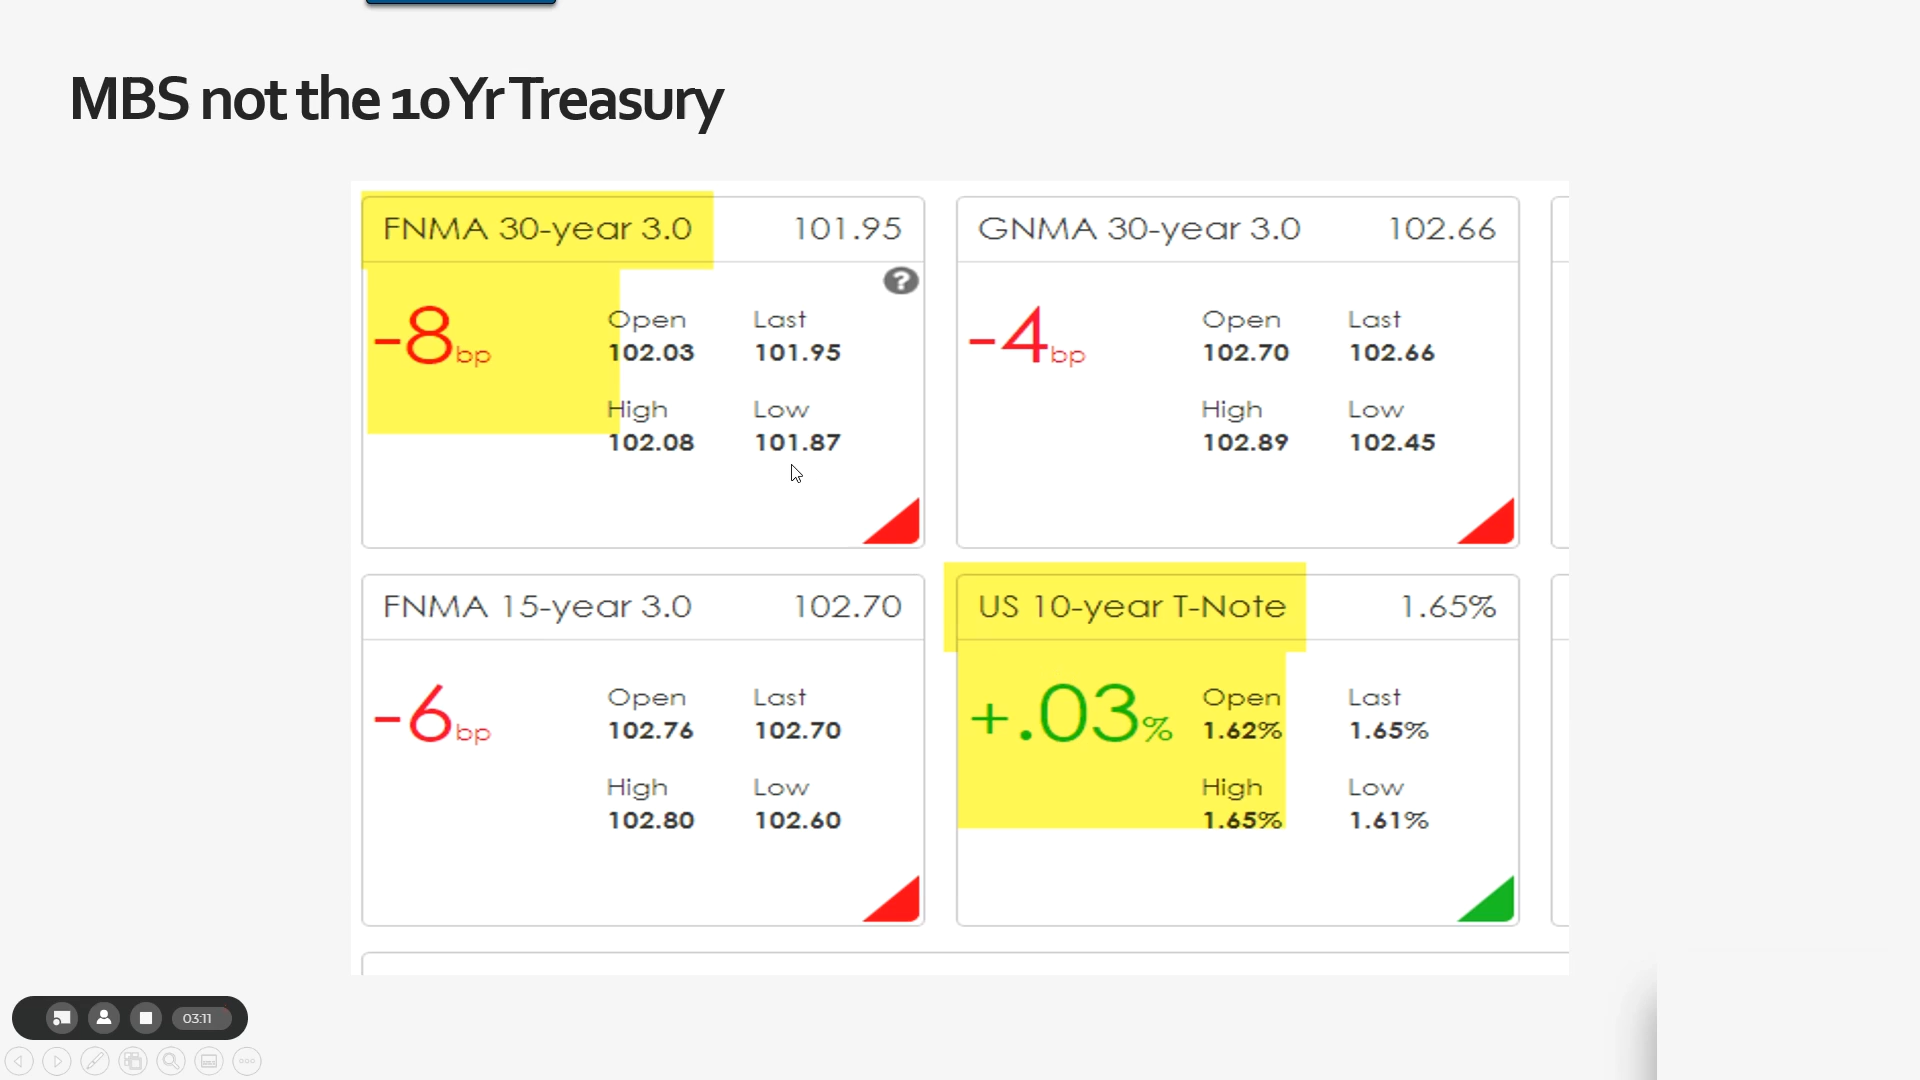 MBS not the 10Yr Treasury
FNMA 30-year 3.0 101.95
?
-8bp
Open Last
102.03 101.95
High Low
102.08 101.87
GNMA 30-year 3.0 102.66
-4bp
Open Last
102.70 102.66
High Low
102.89 102.45
FNMA 15-year 3.0 102.70
-6bp
Open Last
102.76 102.70
High Low
102.80 102.60
US 10-year T-Note 1.65%
+.03%
Open Last
1.62% 1.65%
High Low
1.65% 1.61%
03:11